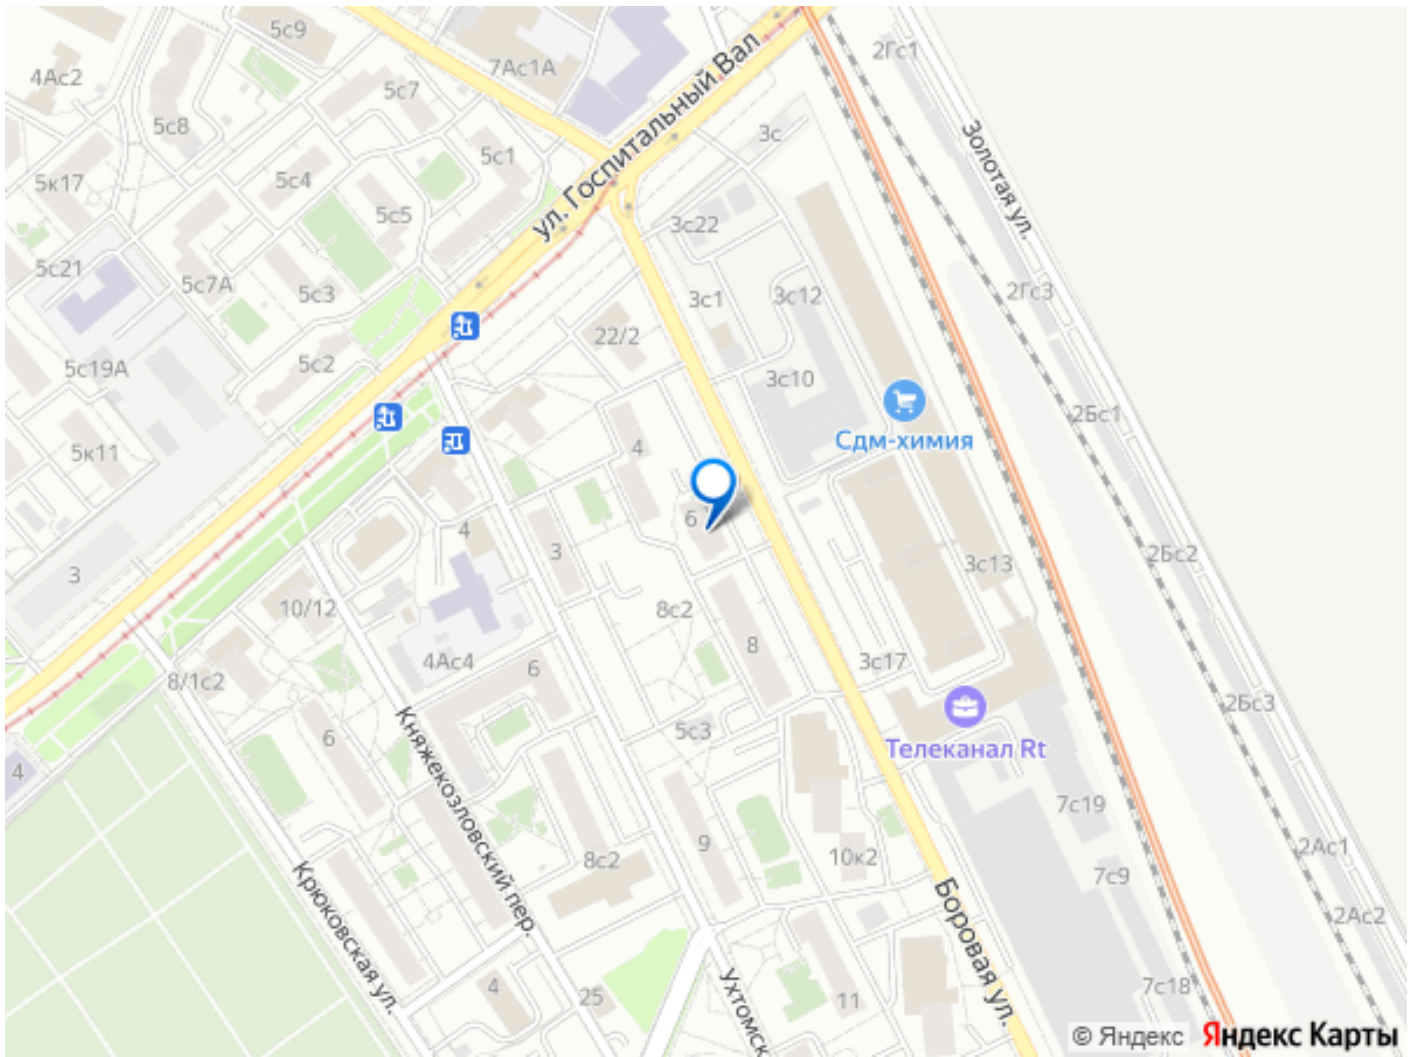 5с9
2Гс1
4Ас2
7Ас1А
ул. Госпитальный Вал
5с7
5с8
3с
Золотая ул.
5с1
5к17
5с4
5с5
3с22
5с21
5с7А
5с3
3с1
3с12
2Гс3
22/2
5с2
5с19А
3с10
2Бс1
Сдм-химия
5к11
4
6
4
3
3с13
2Бс2
3
10/12
8с2
8
4Ас4
6
3с17
8/1с2
2Бс3
6
5с3
Телеканал Rt
4
Княжекозловский пер.
7с19
9
10к2
8с2
2Ас1
7с9
Крюковская ул.
Боровая ул.
2Ас2
4
25
11
7с18
Ухтомск
© Яндекс Яндекс Карты